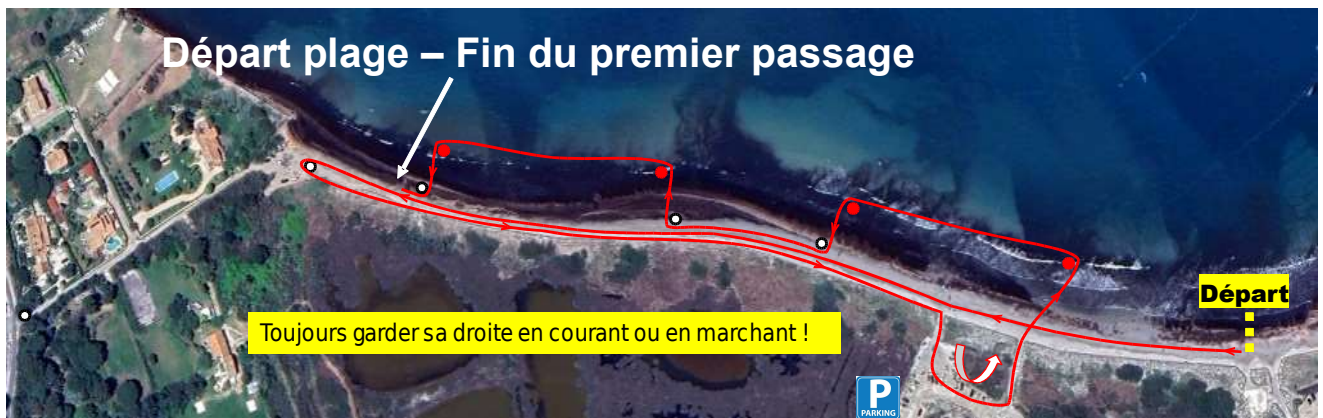 Départ plage – Fin du premier passage
Départ
Toujours garder sa droite en courant ou en marchant !
P
PARKING